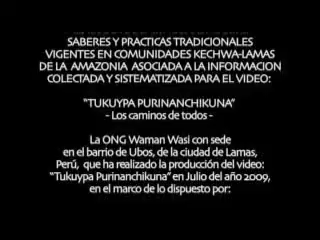 SABERES Y PRACTICAS TRADICIONALES
VIGENTES EN COMUNIDADES KECHWA-LAMAS
DE LA AMAZONIA ASOCIADA A LA INFORMACION
COLECTADA Y SISTEMATIZADA PARA EL VIDEO:
"TUKUYPA PURINANCHIKUNA"
- Los caminos de todos -
La ONG Waman Wasi con sede
en el barrio de Ubos, de la ciudad de Lamas,
Perú, que ha realizado la producción del video:
"Tukuypa Purinanchikuna" en Julio del año 2009,
en el marco de lo dispuesto por: